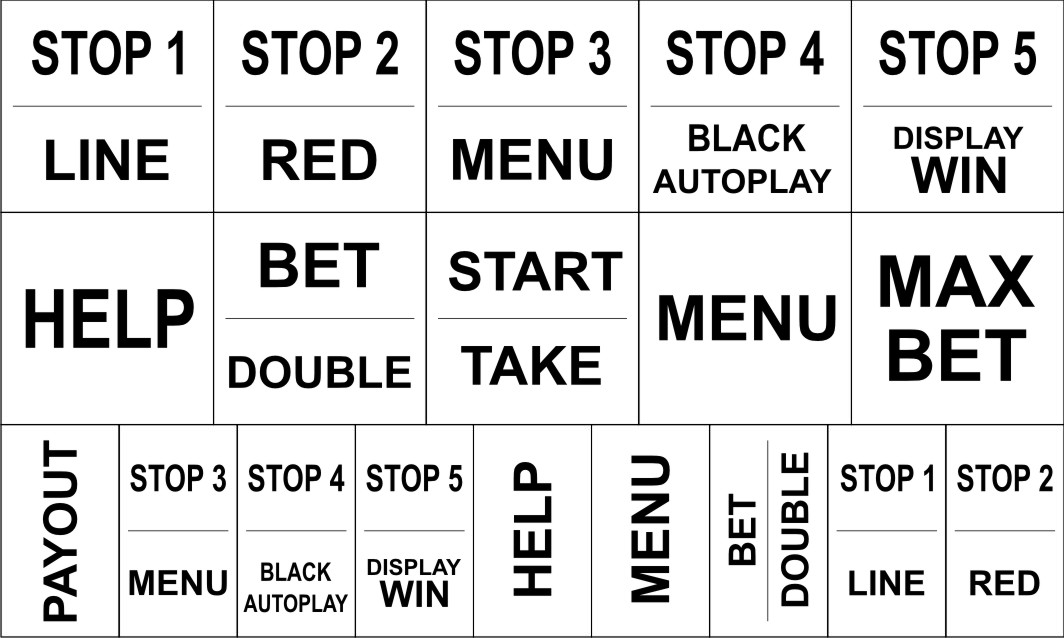 STOP 1
LINE
STOP 2
RED
STOP 3
MENU
STOP 4
BLACK
AUTOPLAY
STOP 5
DISPLAY
WIN
HELP
BET
DOUBLE
START
TAKE
MENU
MAX
BET
PAYOUT
STOP 3
MENU
STOP 4
BLACK
AUTOPLAY
STOP 5
DISPLAY
WIN
HELP
MENU
BET
DOUBLE
STOP 1
LINE
STOP 2
RED